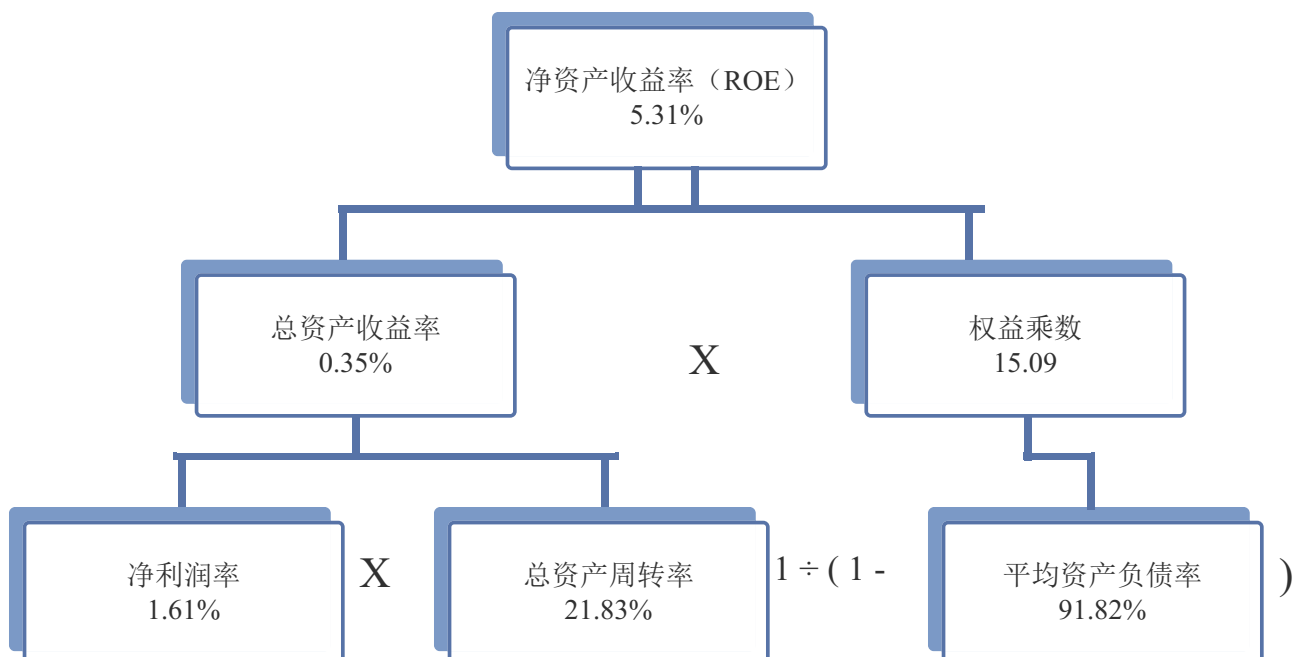 净资产收益率（ROE）
5.31%
总资产收益率
0.35%
X
权益乘数
15.09
净利润率
1.61%
X
总资产周转率
21.83%
1 ÷ ( 1 -
平均资产负债率
91.82%
)